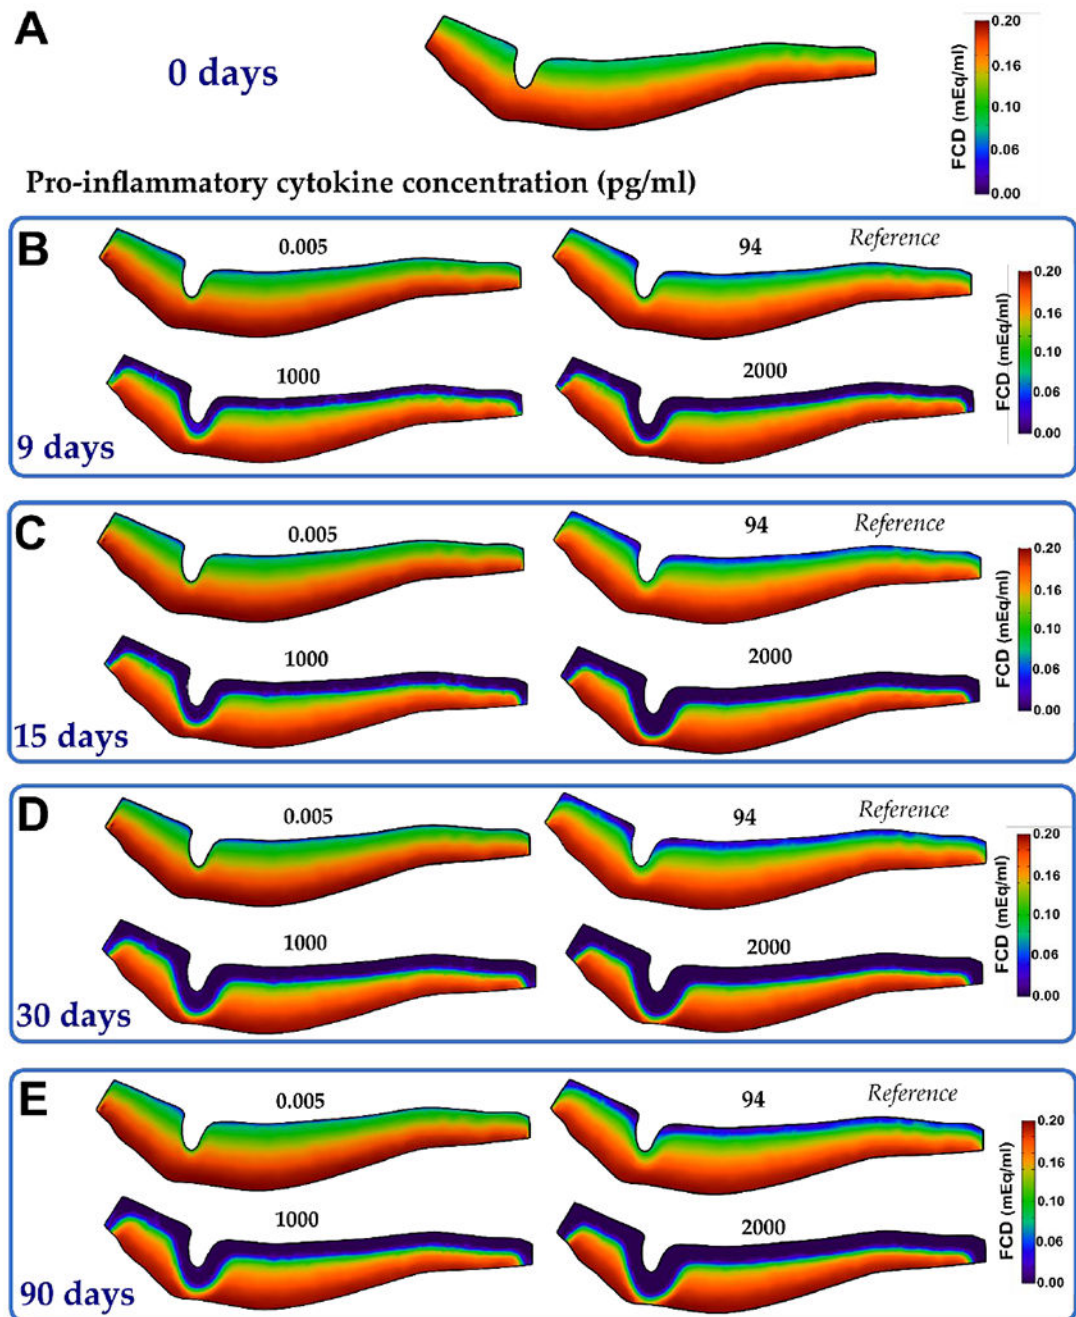 A
0 days
FCD (mEq/ml)
0.20
0.16
0.10
0.06
0.00
Pro-inflammatory cytokine concentration (pg/ml)
B
0.005
94
Reference
1000
2000
9 days
FCD (mEq/ml)
0.20
0.16
0.10
0.06
0.00
C
0.005
94
Reference
1000
2000
15 days
FCD (mEq/ml)
0.20
0.16
0.10
0.06
0.00
D
0.005
94
Reference
1000
2000
30 days
FCD (mEq/ml)
0.20
0.16
0.10
0.06
0.00
E
0.005
94
Reference
1000
2000
90 days
FCD (mEq/ml)
0.20
0.16
0.10
0.06
0.00